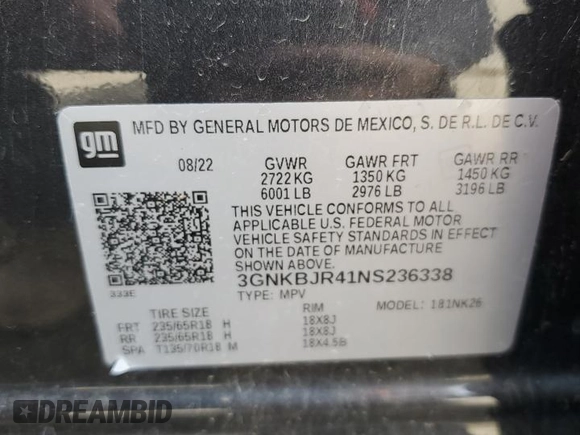 gm
MFD BY GENERAL MOTORS DE MEXICO, S. DE R.L. DE C.V.
08/22 GVWR GAWR FRT GAWR RR
2722 KG 1350 KG 1450 KG
6001 LB 2976 LB 3196 LB
THIS VEHICLE CONFORMS TO ALL
APPLICABLE U.S. FEDERAL MOTOR
VEHICLE SAFETY STANDARDS IN EFFECT
ON THE DATE OF MANUFACTURE
SHOWN ABOVE.
333E 3GNKBJR41NS236338
TYPE: MPV MODEL: 181NK26
TIRE SIZE RIM
FRT 235/65R18 H 18X8J
RR 235/65R18 H 18X8J
SPA T135/70R18 M 18X4.5B
DREAMBID